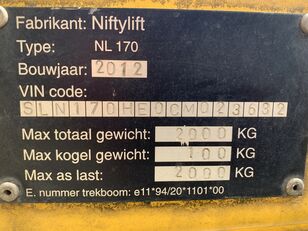 Fabrikant: Niftylift
Type: NL 170
Bouwjaar: 2012
VIN code:
SLN170HE0CM023632
Max totaal gewicht: 2000 KG
Max kogel gewicht: 100 KG
Max as last: 2000 KG
E. nummer trekboom: e11*94/20*1101*00